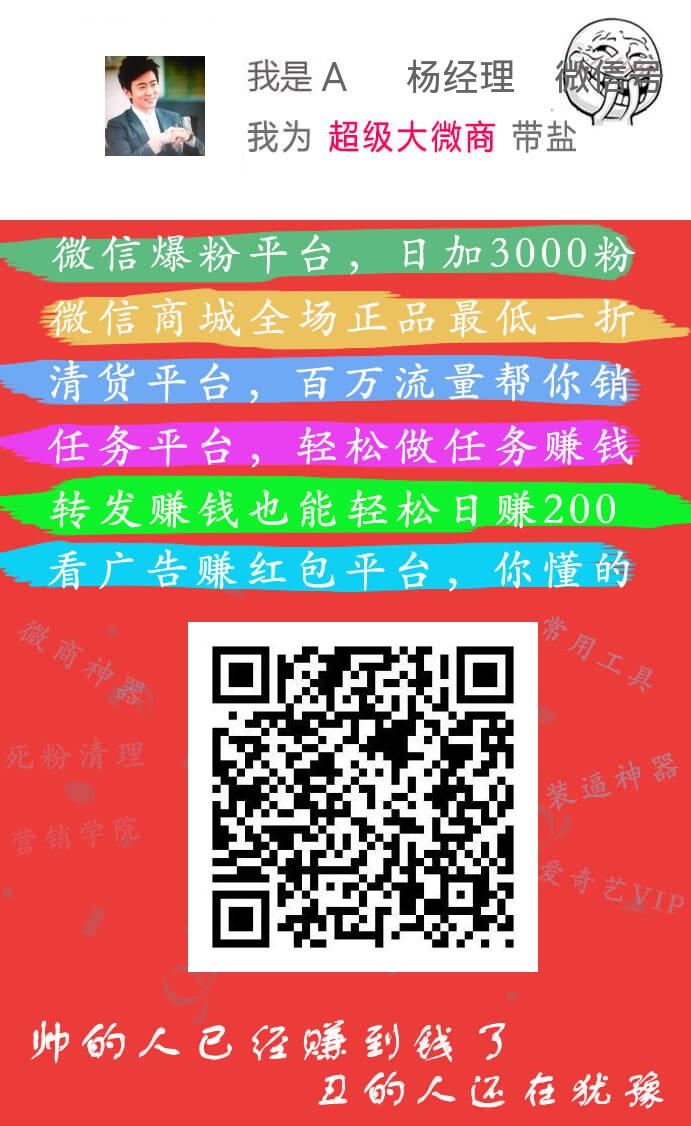 我是 A 杨经理 微信号
我为 超级大微商 带盐
微信爆粉平台，日加3000粉
微信商城全场正品最低一折
清货平台，百万流量帮你销
任务平台，轻松做任务赚钱
转发赚钱也能轻松日赚200
看广告赚红包平台，你懂的
微商神器
常用工具
死粉清理
装逼神器
营销学院
爱奇艺VIP
帅的人已经赚到钱了
丑的人还在犹豫